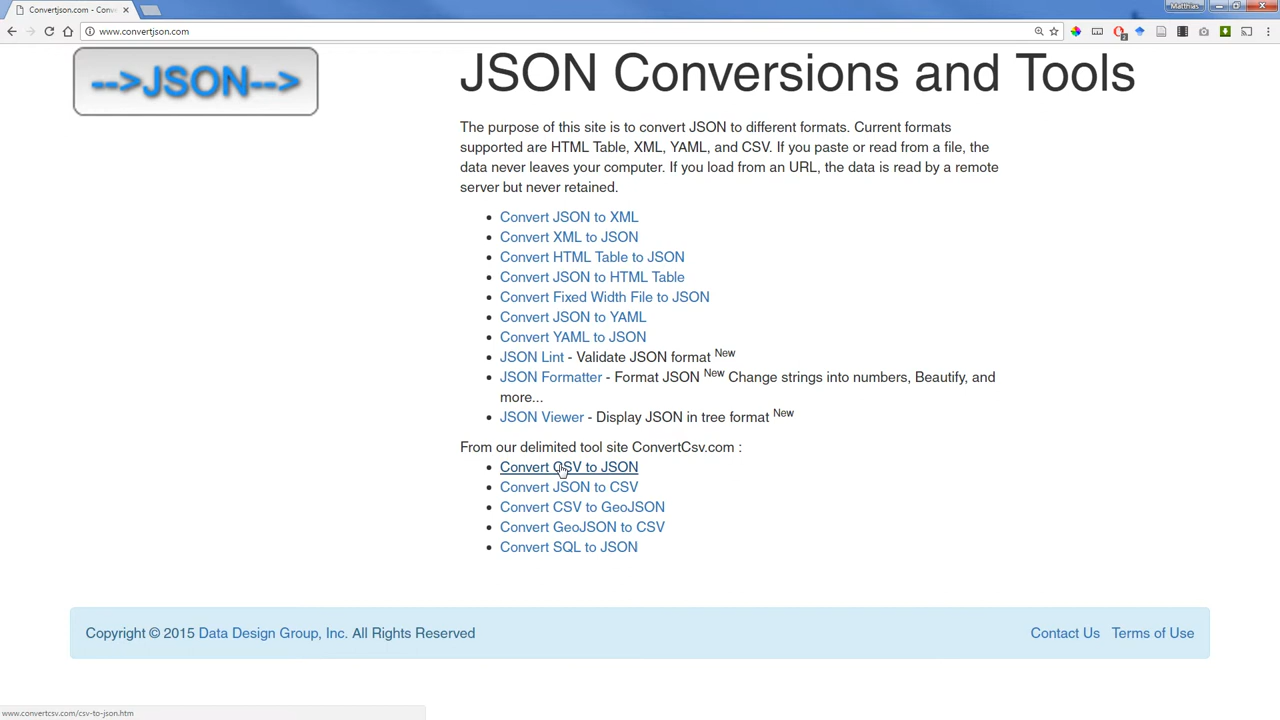 Convertjson.com - Conv
Matthias
www.convertjson.com
-->JSON-->
JSON Conversions and Tools
The purpose of this site is to convert JSON to different formats. Current formats
supported are HTML Table, XML, YAML, and CSV. If you paste or read from a file, the
data never leaves your computer. If you load from an URL, the data is read by a remote
server but never retained.
Convert JSON to XML
Convert XML to JSON
Convert HTML Table to JSON
Convert JSON to HTML Table
Convert Fixed Width File to JSON
Convert JSON to YAML
Convert YAML to JSON
JSON Lint - Validate JSON format New
JSON Formatter - Format JSON New Change strings into numbers, Beautify, and
more...
JSON Viewer - Display JSON in tree format New
From our delimited tool site ConvertCsv.com :
Convert CSV to JSON
Convert JSON to CSV
Convert CSV to GeoJSON
Convert GeoJSON to CSV
Convert SQL to JSON
Copyright © 2015 Data Design Group, Inc. All Rights Reserved
Contact Us Terms of Use
www.convertcsv.com/csv-to-json.htm